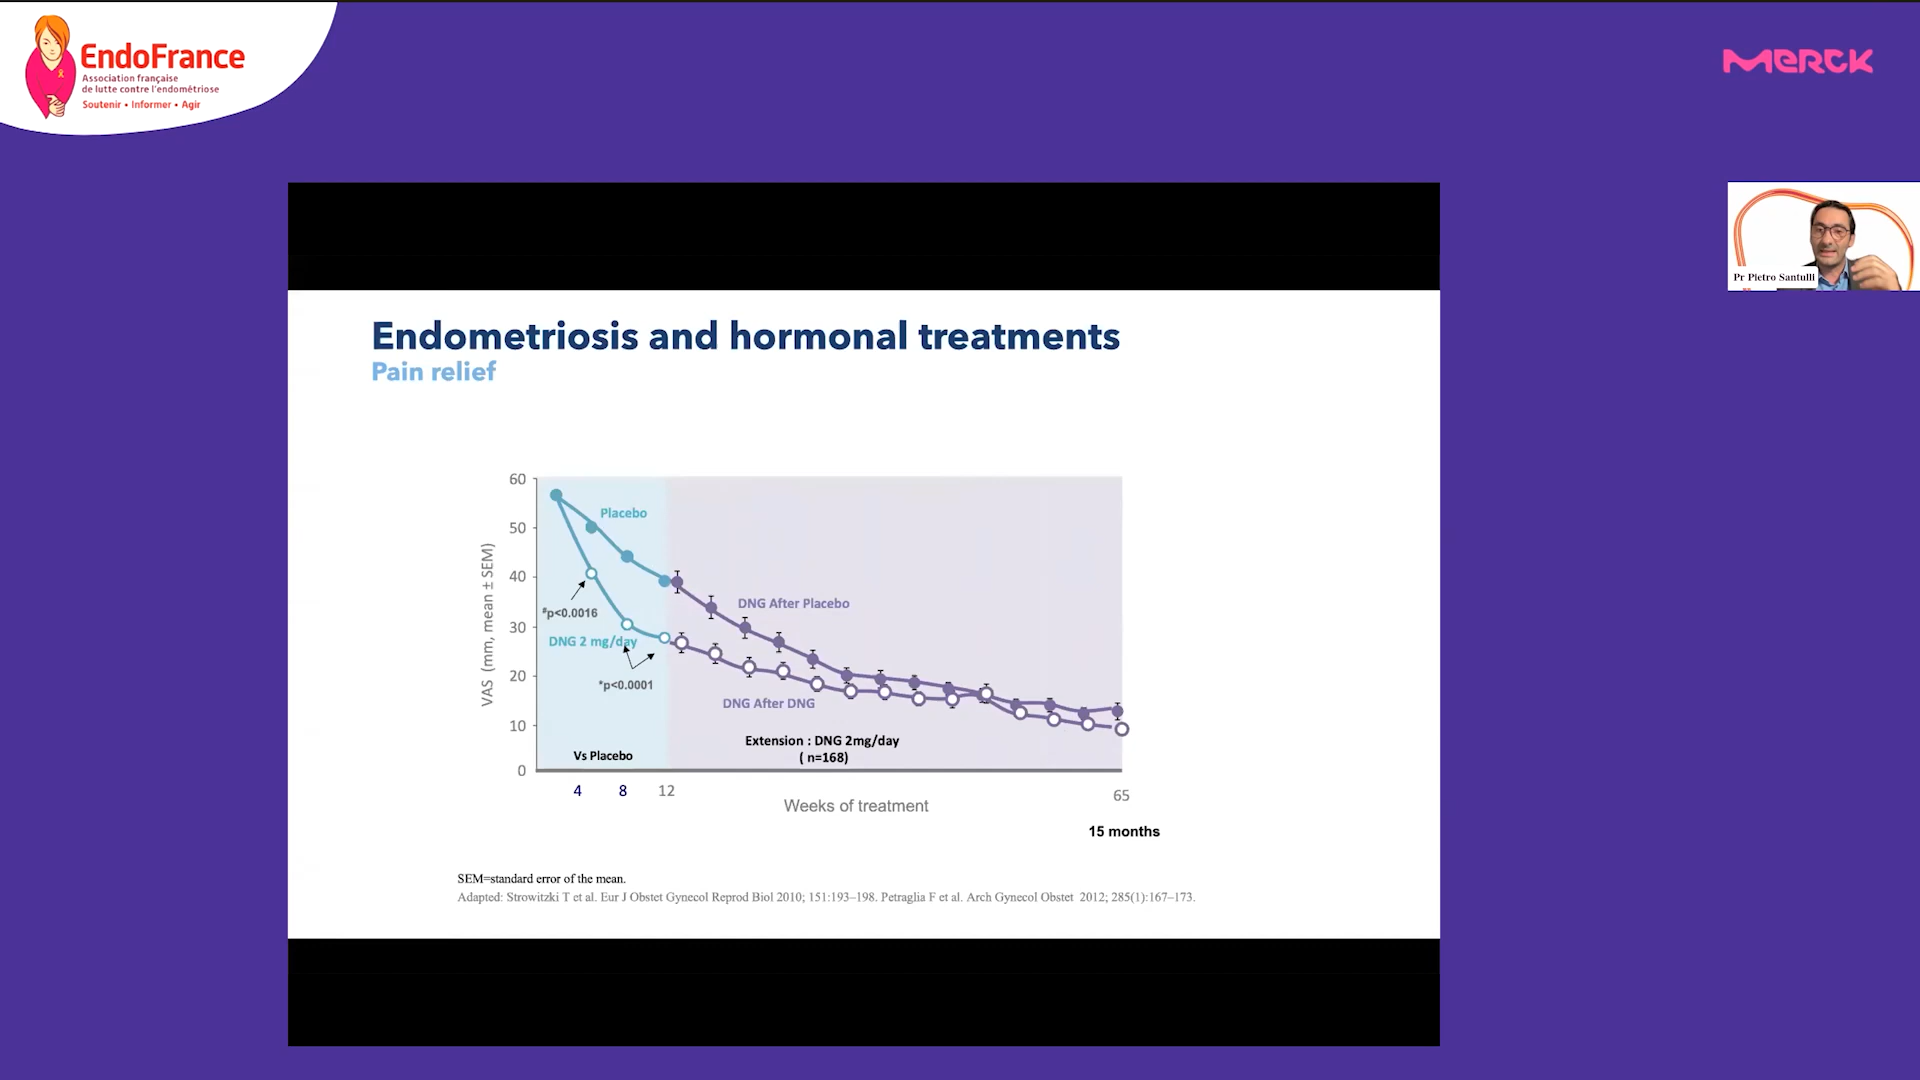 EndoFrance
Association française
de lutte contre l'endométriose
Soutenir • Informer • Agir
MERCK
Pr Pietro Santulli
Endometriosis and hormonal treatments
Pain relief
60
50
40
30
20
10
0
VAS (mm, mean ± SEM)
Placebo
#p<0.0016
DNG 2 mg/day
*p<0.0001
Vs Placebo
DNG After Placebo
DNG After DNG
Extension : DNG 2mg/day
( n=168)
4 8 12 65
Weeks of treatment
15 months
SEM=standard error of the mean.
Adapted: Strowitzki T et al. Eur J Obstet Gynecol Reprod Biol 2010; 151:193–198. Petraglia F et al. Arch Gynecol Obstet 2012; 285(1):167–173.